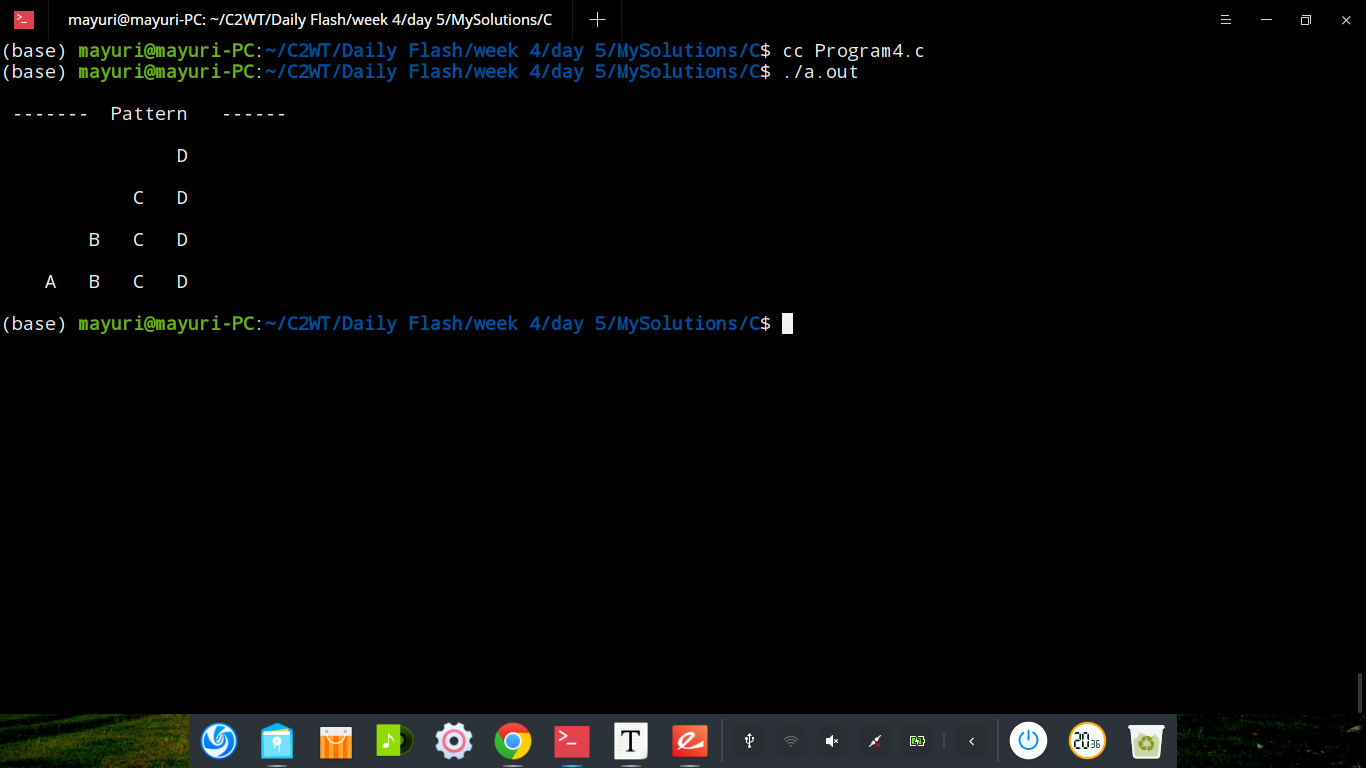 mayuri@mayuri-PC: ~/C2WT/Daily Flash/week 4/day 5/MySolutions/C
(base) mayuri@mayuri-PC:~/C2WT/Daily Flash/week 4/day 5/MySolutions/C$ cc Program4.c
(base) mayuri@mayuri-PC:~/C2WT/Daily Flash/week 4/day 5/MySolutions/C$ ./a.out
------- Pattern ------
D
C D
B C D
A B C D
(base) mayuri@mayuri-PC:~/C2WT/Daily Flash/week 4/day 5/MySolutions/C$
T
20 36